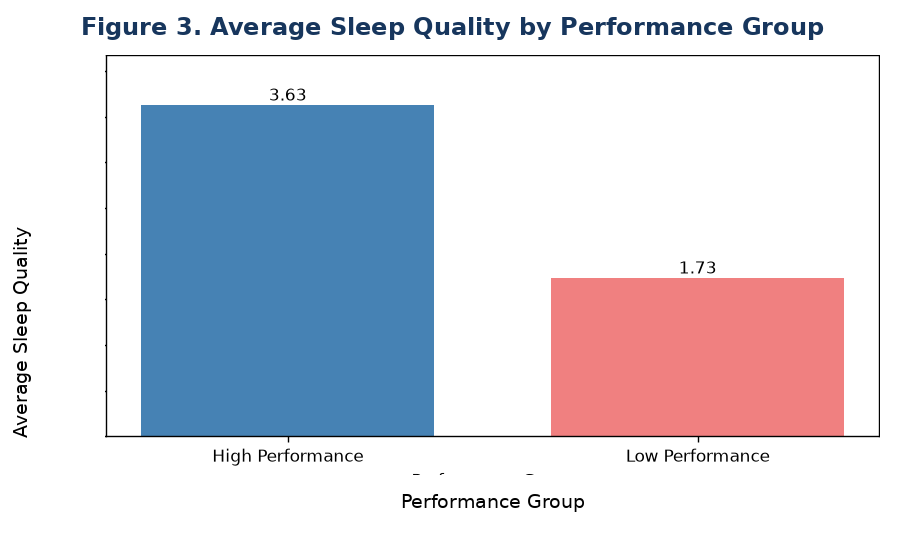 Figure 3. Average Sleep Quality by Performance Group
3.63
1.73
Average Sleep Quality
High Performance
Low Performance
Performance Group